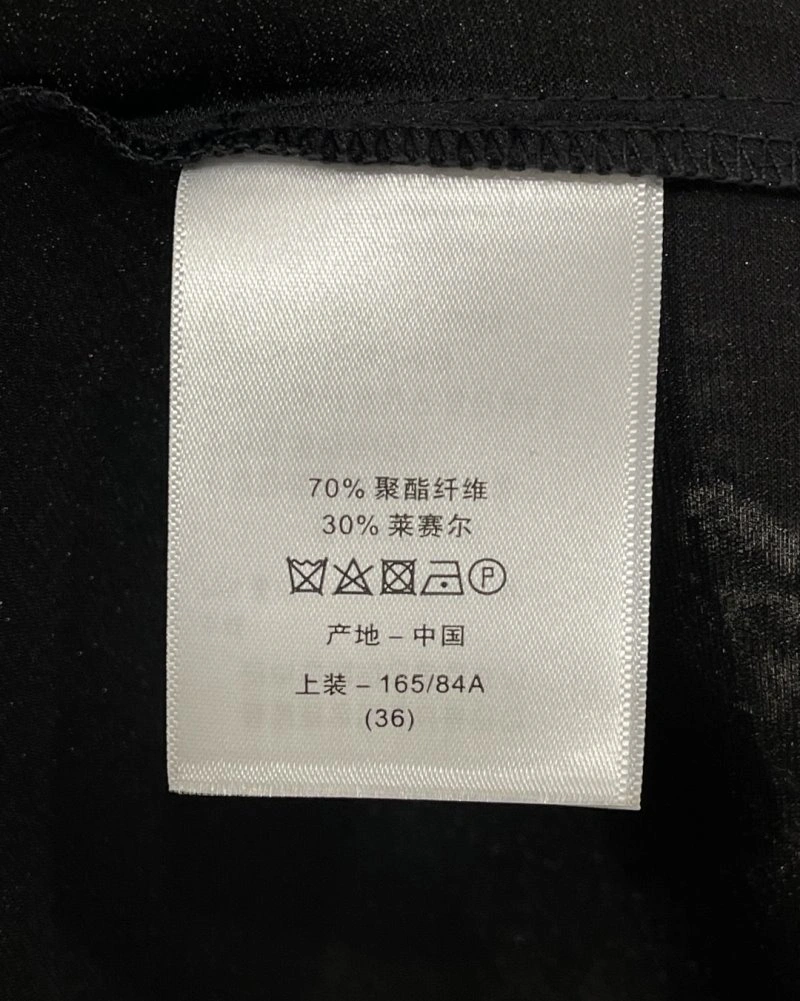 70% 聚酯纤维
30% 莱赛尔
P
产地 – 中国
上装 – 165/84A
(36)